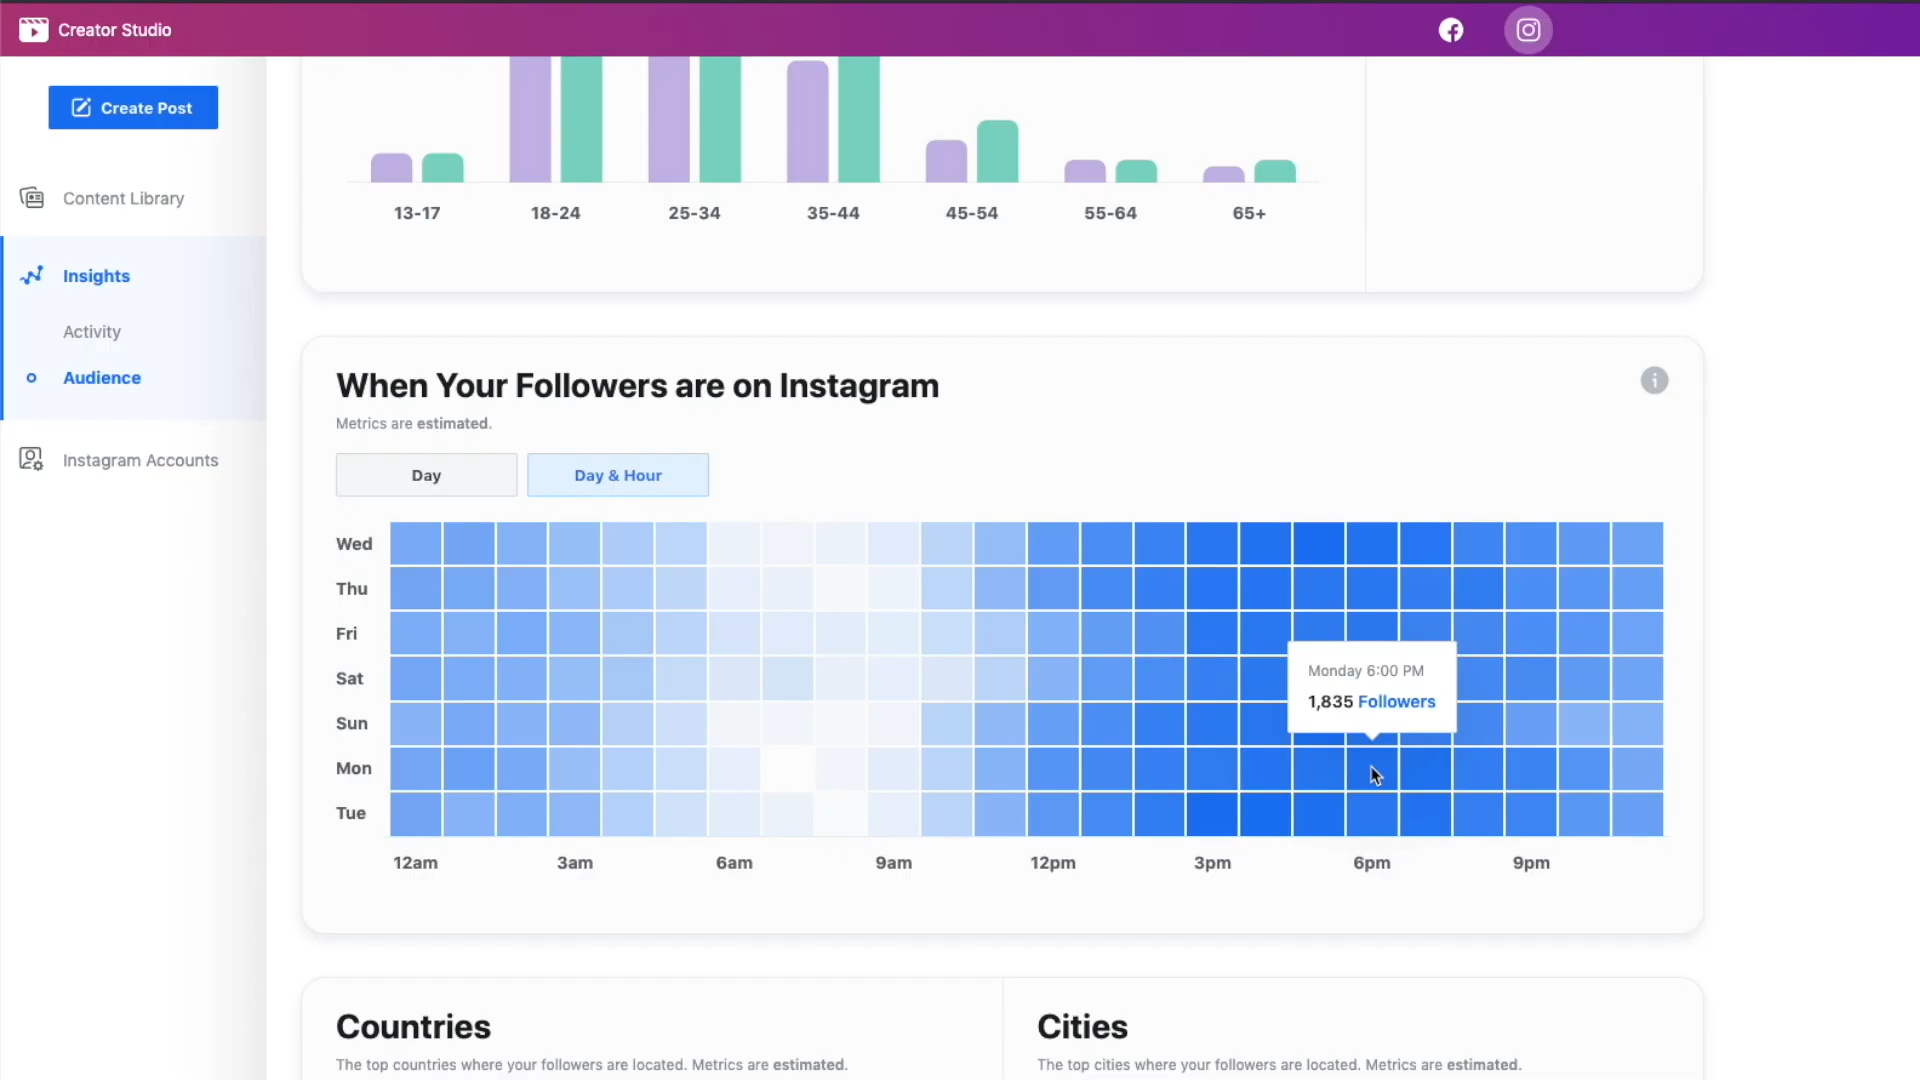 Creator Studio
Create Post
Content Library
Insights
Activity
Audience
Instagram Accounts
13-17 18-24 25-34 35-44 45-54 55-64 65+
When Your Followers are on Instagram
Metrics are estimated.
Day Day & Hour
Wed
Thu
Fri
Sat
Sun
Mon
Tue
Monday 6:00 PM
1,835 Followers
12am 3am 6am 9am 12pm 3pm 6pm 9pm
Countries
The top countries where your followers are located. Metrics are estimated.
Cities
The top cities where your followers are located. Metrics are estimated.